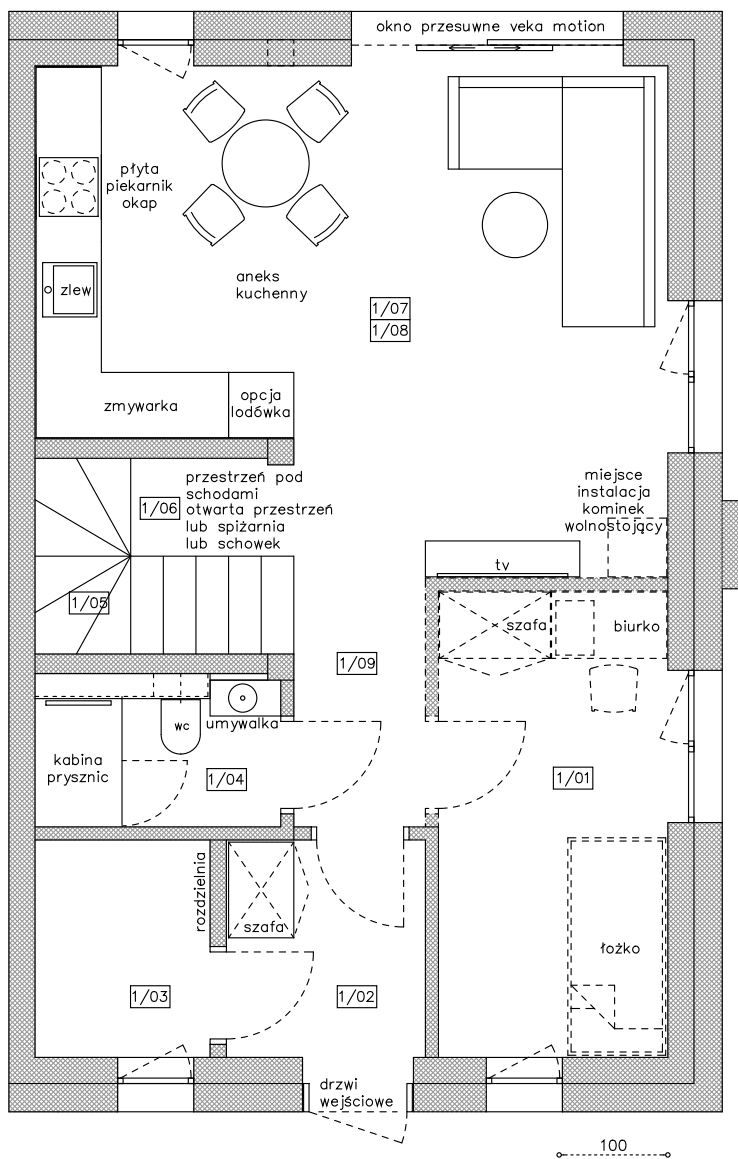 okno przesuwne veka motion
płyta
piekarnik
okap
zlew
aneks
kuchenny
1/07
1/08
zmywarka
opcja
lodówka
przestrzeń pod
schodami
otwarta przestrzeń
lub spiżarnia
lub schowek
1/06
miejsce
instalacja
kominek
wolnostojący
tv
1/05
szafa
biurko
1/09
wc
umywalka
kabina
prysznic
1/04
1/01
rozdzielnia
szafa
łożko
1/03
1/02
drzwi
wejściowe
100